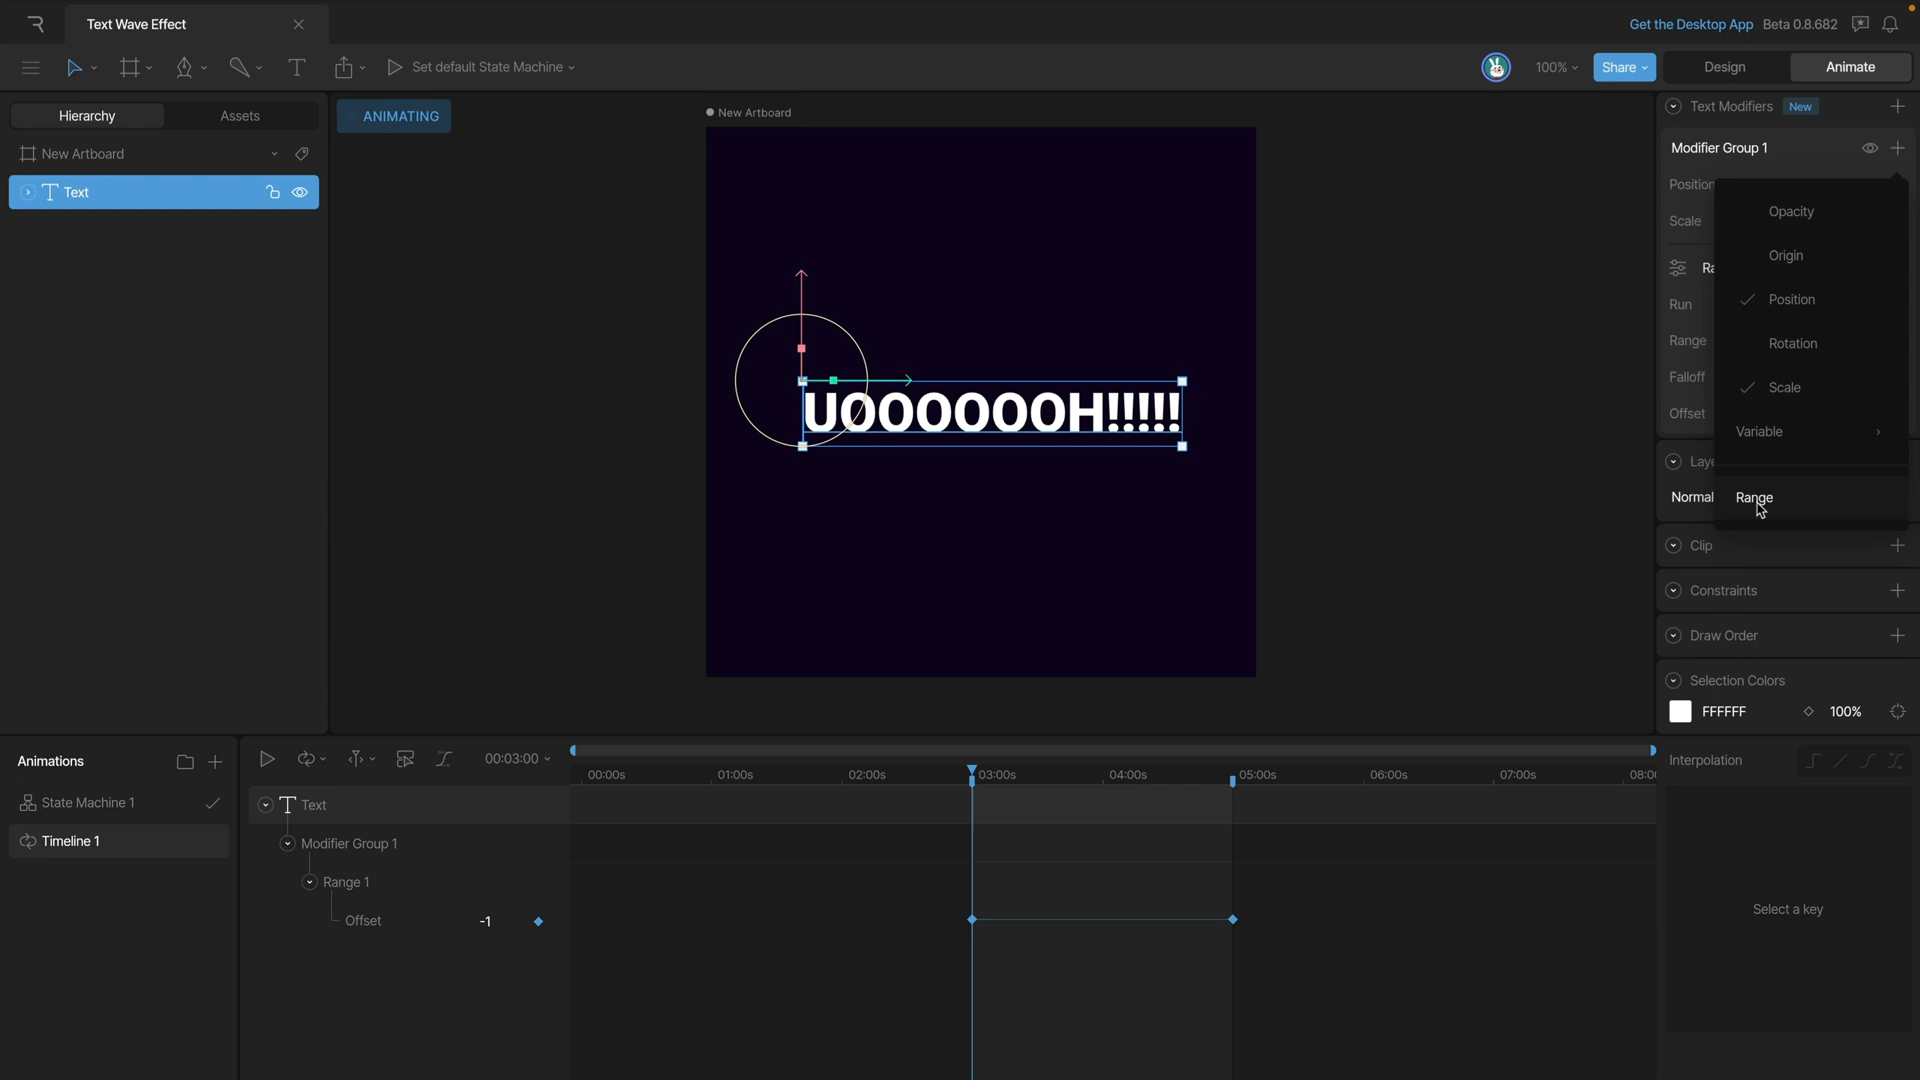 Text Wave Effect
Get the Desktop App
Beta 0.8.682
Set default State Machine
100%
Share
Design
Animate
Hierarchy
Assets
ANIMATING
New Artboard
New Artboard
Text
UOOOOOOH!!!!!
Text Modifiers
New
Modifier Group 1
Position
Scale
Ra
Run
Range
Falloff
Offset
Opacity
Origin
Position
Rotation
Scale
Variable
Range
Laye
Normal
Clip
Constraints
Draw Order
Selection Colors
FFFFFF
100%
Animations
State Machine 1
Timeline 1
00:03:00
00:00s
01:00s
02:00s
03:00s
04:00s
05:00s
06:00s
07:00s
08:0
Text
Modifier Group 1
Range 1
Offset
-1
Interpolation
Select a key